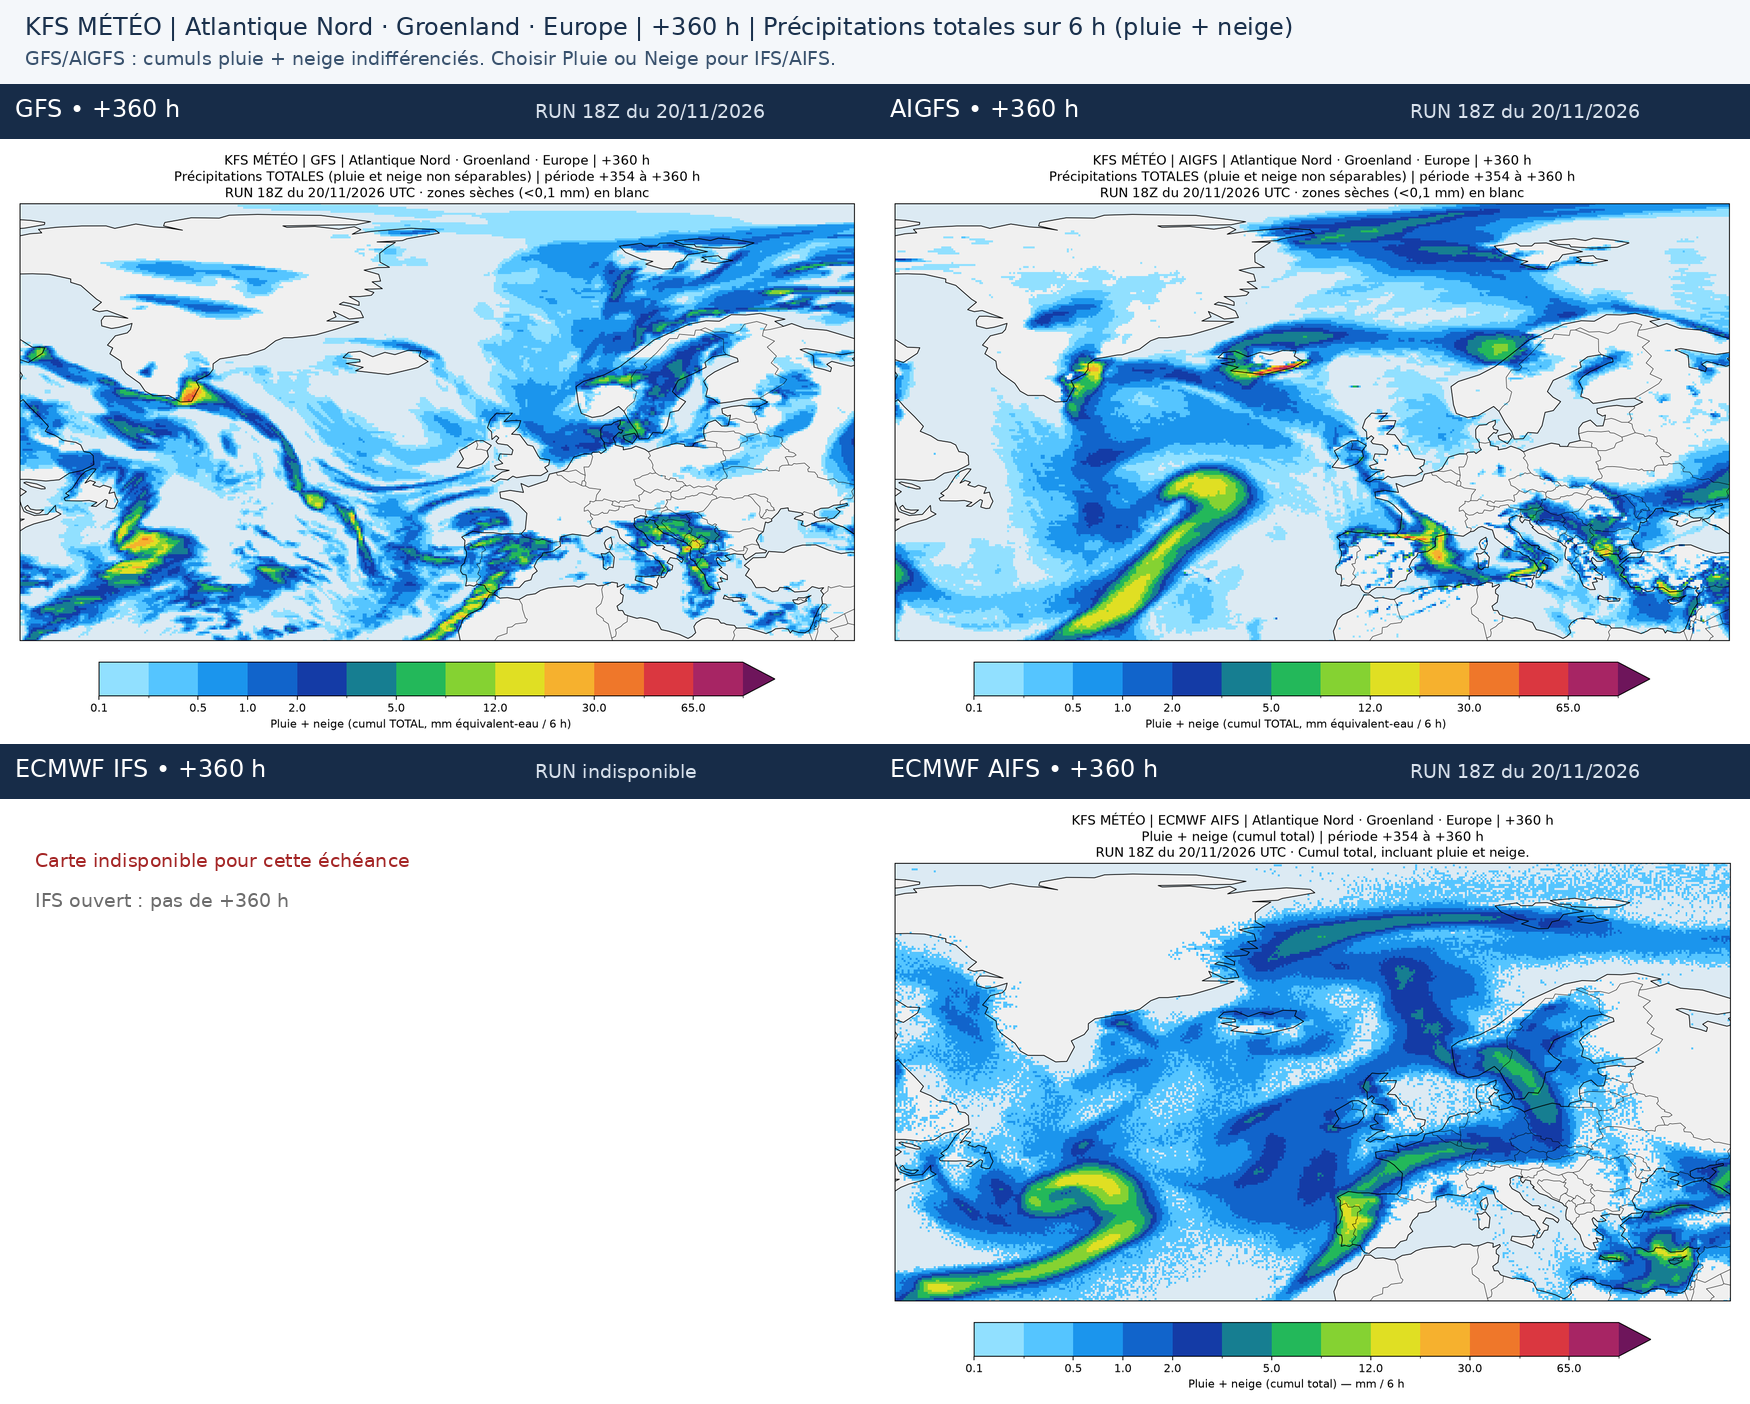 KFS MÉTÉO | Atlantique Nord · Groenland · Europe | +360 h | Précipitations totales sur 6 h (pluie + neige)
GFS/AIGFS : cumuls pluie + neige indifférenciés. Choisir Pluie ou Neige pour IFS/AIFS.
GFS • +360 h
RUN 18Z du 20/11/2026
KFS MÉTÉO | GFS | Atlantique Nord · Groenland · Europe | +360 h
Précipitations TOTALES (pluie et neige non séparables) | période +354 à +360 h
RUN 18Z du 20/11/2026 UTC · zones sèches (<0,1 mm) en blanc
0.1 0.5 1.0 2.0 5.0 12.0 30.0 65.0
Pluie + neige (cumul TOTAL, mm équivalent-eau / 6 h)
AIGFS • +360 h
RUN 18Z du 20/11/2026
KFS MÉTÉO | AIGFS | Atlantique Nord · Groenland · Europe | +360 h
Précipitations TOTALES (pluie et neige non séparables) | période +354 à +360 h
RUN 18Z du 20/11/2026 UTC · zones sèches (<0,1 mm) en blanc
0.1 0.5 1.0 2.0 5.0 12.0 30.0 65.0
Pluie + neige (cumul TOTAL, mm équivalent-eau / 6 h)
ECMWF IFS • +360 h
RUN indisponible
Carte indisponible pour cette échéance
IFS ouvert : pas de +360 h
ECMWF AIFS • +360 h
RUN 18Z du 20/11/2026
KFS MÉTÉO | ECMWF AIFS | Atlantique Nord · Groenland · Europe | +360 h
Pluie + neige (cumul total) | période +354 à +360 h
RUN 18Z du 20/11/2026 UTC · Cumul total, incluant pluie et neige.
0.1 0.5 1.0 2.0 5.0 12.0 30.0 65.0
Pluie + neige (cumul total) — mm / 6 h